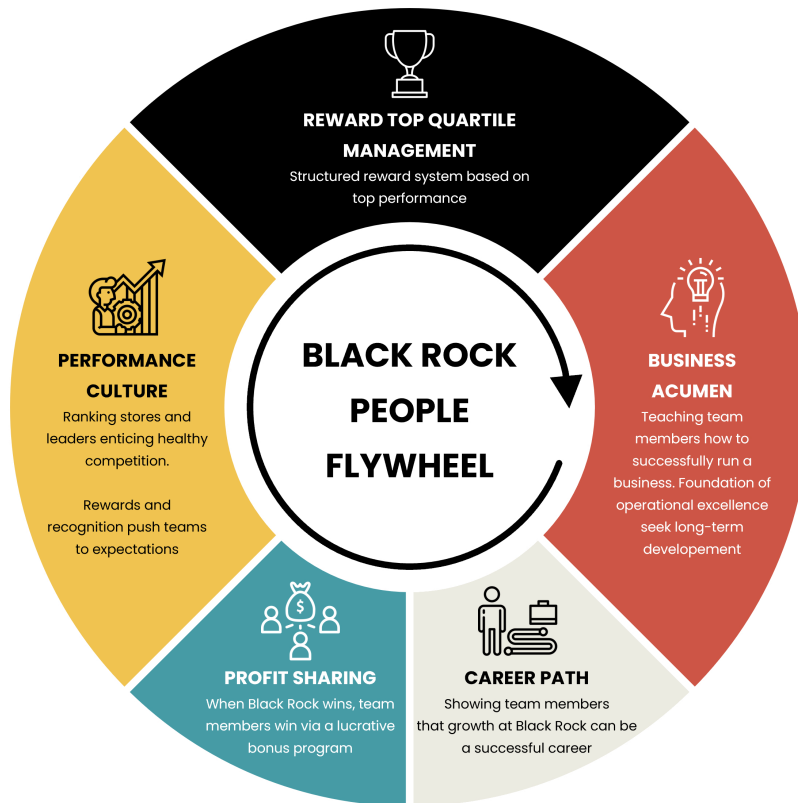 REWARD TOP QUARTILE
MANAGEMENT
Structured reward system based on
top performance
BLACK ROCK
PEOPLE
FLYWHEEL
BUSINESS
ACUMEN
Teaching team
members how to
successfully run a
business. Foundation of
operational excellence
seek long-term
developement
CAREER PATH
Showing team members
that growth at Black Rock can be
a successful career
$
PROFIT SHARING
When Black Rock wins, team
members win via a lucrative
bonus program
PERFORMANCE
CULTURE
Ranking stores and
leaders enticing healthy
competition.
Rewards and
recognition push teams
to expectations